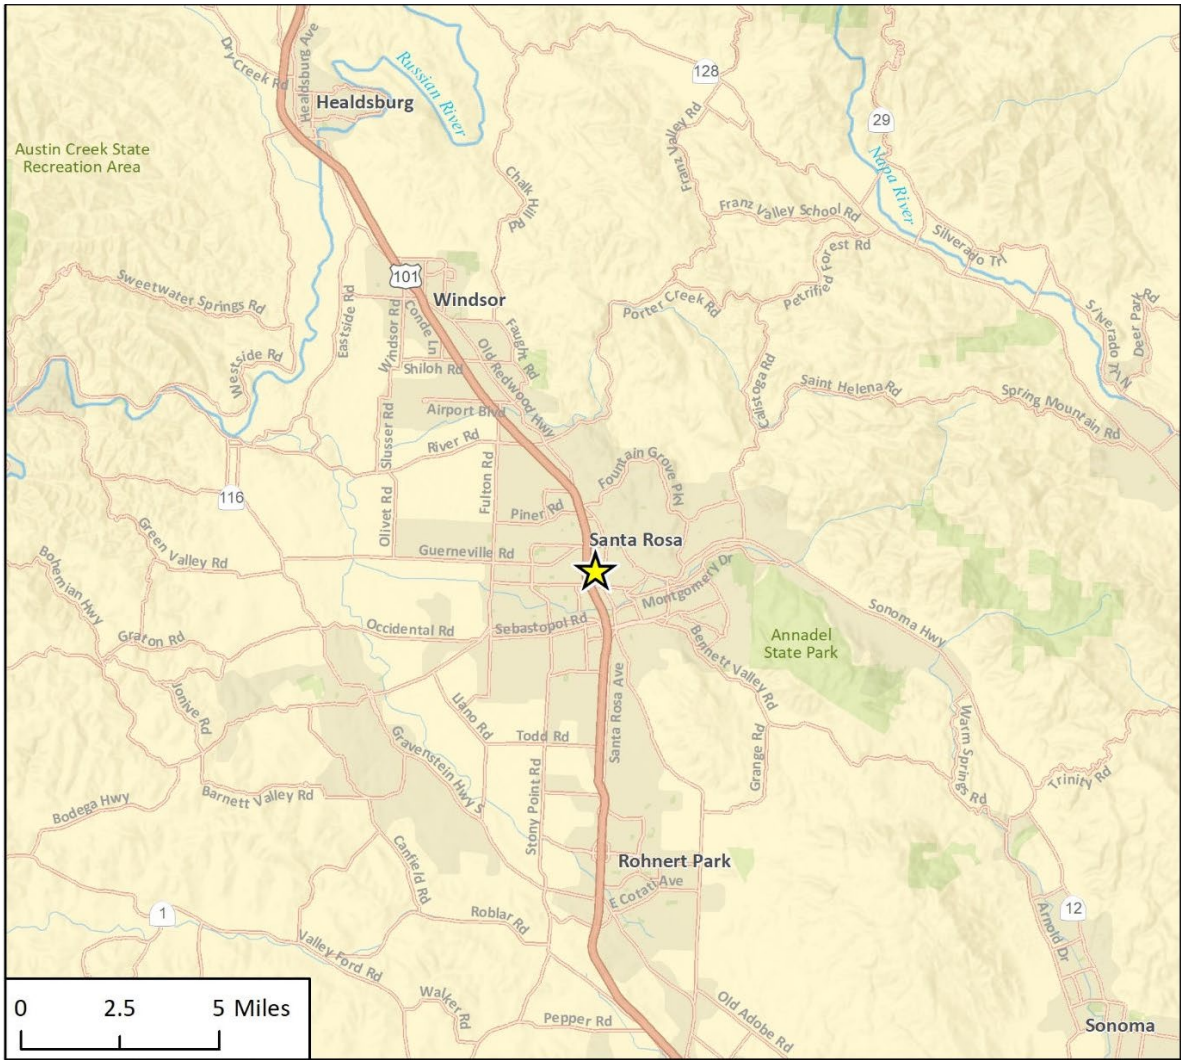 Healdsburg Ave
Dry Creek Rd
Healdsburg
Russian River
128
29
Austin Creek State
Recreation Area
Franz Valley Rd
Napa River
Chalk Hill Rd
Franz Valley School Rd
Silverado Trl
Petrified Forest Rd
101
Sweetwater Springs Rd
Windsor
Eastside Rd
Windsor Rd
Conde Ln
Porter Creek Rd
Silverado Trl N
Deer Park Rd
Faught Rd
Old Redwood Hwy
Westside Rd
Shiloh Rd
Calistoga Rd
Saint Helena Rd
Spring Mountain Rd
Airport Blvd
Slusser Rd
River Rd
Fulton Rd
Fountain Grove Pky
116
Olivet Rd
Piner Rd
Green Valley Rd
Guerneville Rd
Santa Rosa
Bohemian Hwy
Montgomery Dr
Sonoma Hwy
Graton Rd
Occidental Rd
Sebastopol Rd
Annadel
State Park
Bennett Valley Rd
Jonive Rd
Llano Rd
Santa Rosa Ave
Todd Rd
Gravenstein Hwy S
Grange Rd
Warm Springs Rd
Trinity Rd
Barnett Valley Rd
Bodega Hwy
Stony Point Rd
Canfield Rd
Rohnert Park
E Cotati Ave
1
Roblar Rd
12
Arnold Dr
Valley Ford Rd
Walker Rd
Pepper Rd
Old Adobe Rd
Sonoma
0 2.5 5 Miles